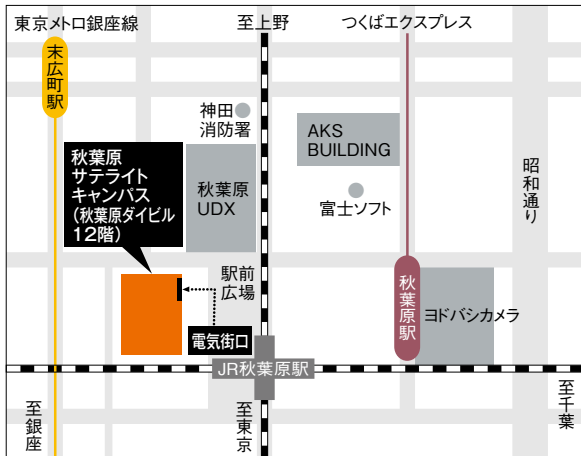 東京メトロ銀座線
至上野
つくばエクスプレス
末広町駅
神田
消防署
AKS
BUILDING
秋葉原
サテライト
キャンパス
(秋葉原ダイビル
12階)
秋葉原
UDX
富士ソフト
昭和通り
駅前
広場
秋葉原駅
ヨドバシカメラ
電気街口
JR秋葉原駅
至銀座
至東京
至千葉